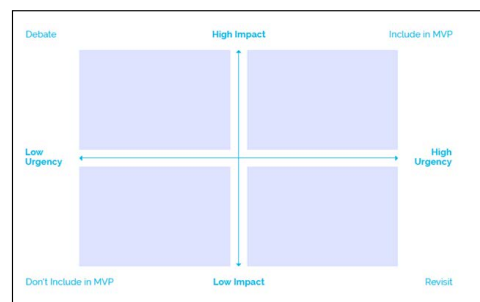 Debate
High Impact
Include in MVP
Low
Urgency
High
Urgency
Don't Include in MVP
Low Impact
Revisit